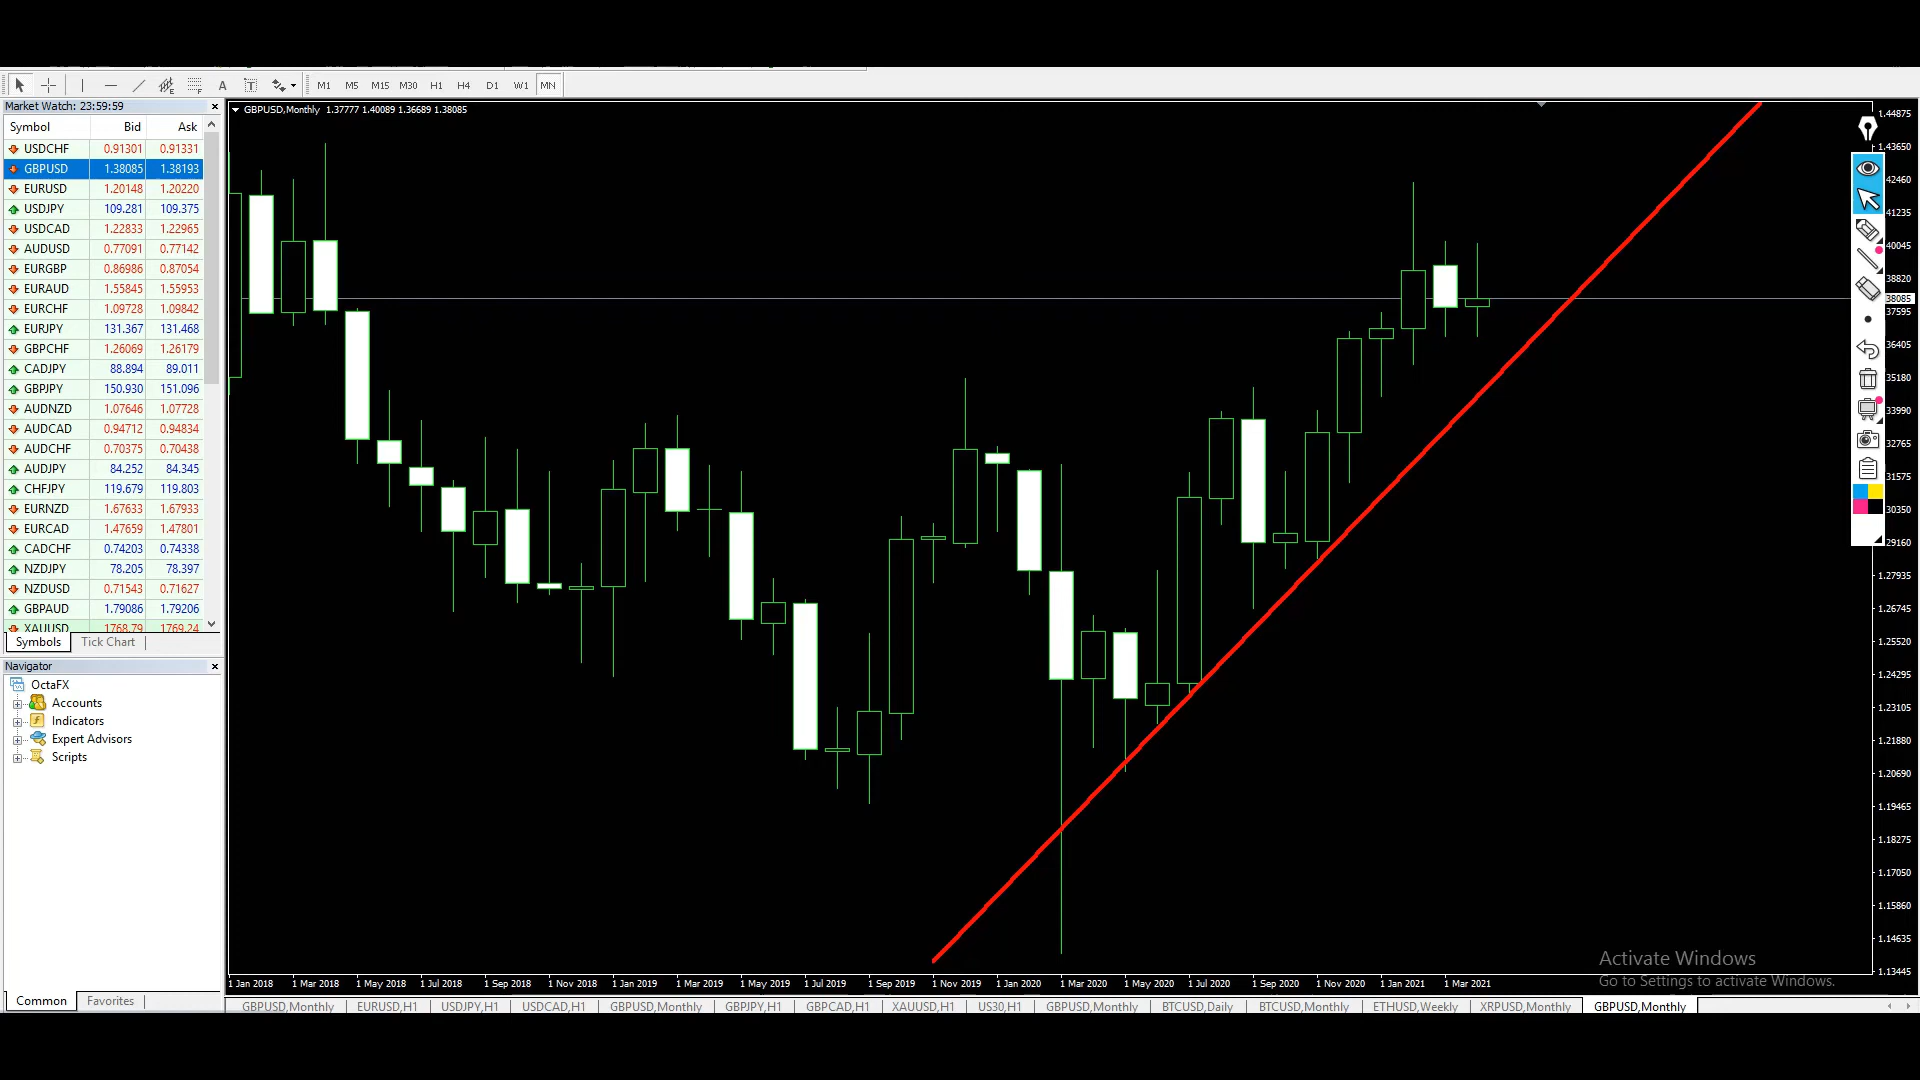 A T M1 M5 M15 M30 H1 H4 D1 W1 MN
Market Watch: 23:59:59
Symbol Bid Ask
USDCHF 0.91301 0.91331
GBPUSD 1.38085 1.38193
EURUSD 1.20148 1.20220
USDJPY 109.281 109.375
USDCAD 1.22833 1.22965
AUDUSD 0.77091 0.77142
EURGBP 0.86986 0.87054
EURAUD 1.55845 1.55953
EURCHF 1.09728 1.09842
EURJPY 131.367 131.468
GBPCHF 1.26069 1.26179
CADJPY 88.894 89.011
GBPJPY 150.930 151.096
AUDNZD 1.07646 1.07728
AUDCAD 0.94712 0.94834
AUDCHF 0.70375 0.70438
AUDJPY 84.252 84.345
CHFJPY 119.679 119.803
EURNZD 1.67633 1.67933
EURCAD 1.47659 1.47801
CADCHF 0.74203 0.74338
NZDJPY 78.205 78.397
NZDUSD 0.71543 0.71627
GBPAUD 1.79086 1.79206
XAUUSD 1768.79 1769.24
Symbols Tick Chart
Navigator
OctaFX
Accounts
Indicators
Expert Advisors
Scripts
Common Favorites
GBPUSD,Monthly 1.37777 1.40089 1.36689 1.38085
1.44875
1.43650
42460
41235
40045
38820
38085
37595
36405
35180
33990
32765
31575
30350
29160
1.27935
1.26745
1.25520
1.24295
1.23105
1.21880
1.20690
1.19465
1.18275
1.17050
1.15860
1.14635
1.13445
Activate Windows
Go to Settings to activate Windows.
1 Jan 2018 1 Mar 2018 1 May 2018 1 Jul 2018 1 Sep 2018 1 Nov 2018 1 Jan 2019 1 Mar 2019 1 May 2019 1 Jul 2019 1 Sep 2019 1 Nov 2019 1 Jan 2020 1 Mar 2020 1 May 2020 1 Jul 2020 1 Sep 2020 1 Nov 2020 1 Jan 2021 1 Mar 2021
GBPUSD,Monthly EURUSD,H1 USDJPY,H1 USDCAD,H1 GBPUSD,Monthly GBPJPY,H1 GBPCAD,H1 XAUUSD,H1 US30,H1 GBPUSD,Monthly BTCUSD,Daily BTCUSD,Monthly ETHUSD,Weekly XRPUSD,Monthly GBPUSD,Monthly